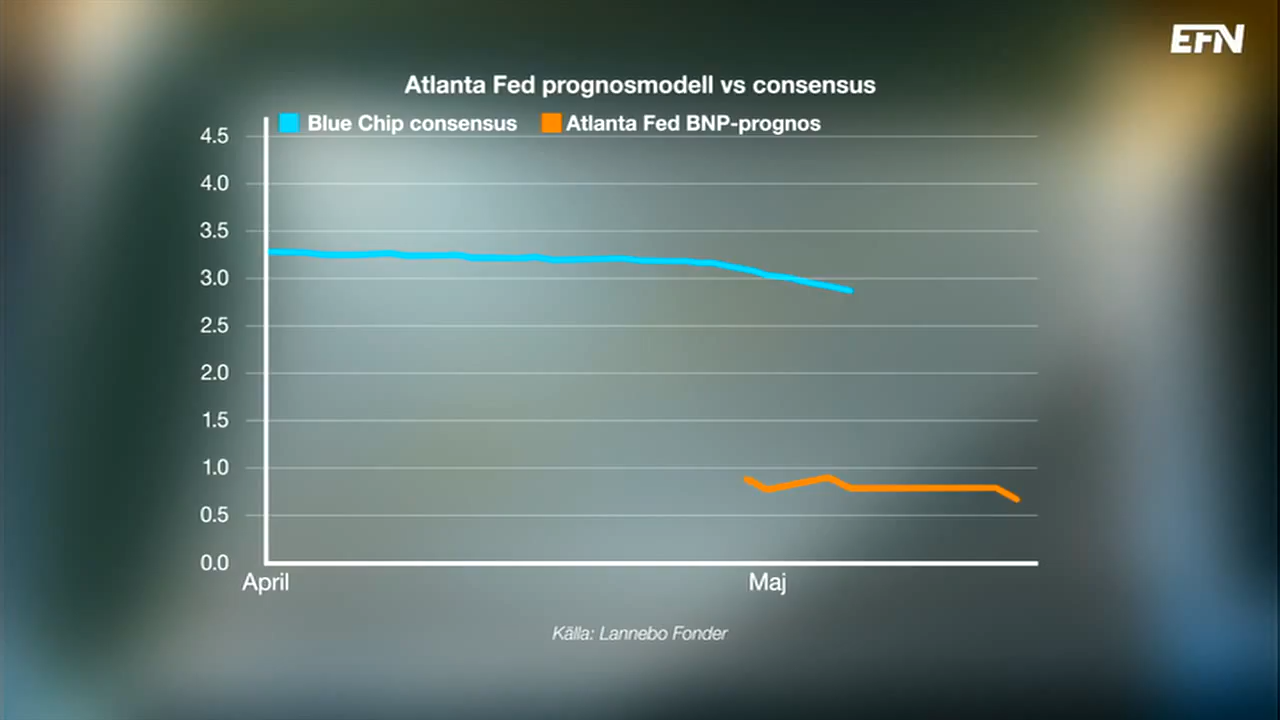 EFN
Atlanta Fed prognosmodell vs consensus
Blue Chip consensus Atlanta Fed BNP-prognos
4.5
4.0
3.5
3.0
2.5
2.0
1.5
1.0
0.5
0.0
April Maj
Källa: Lannebo Fonder